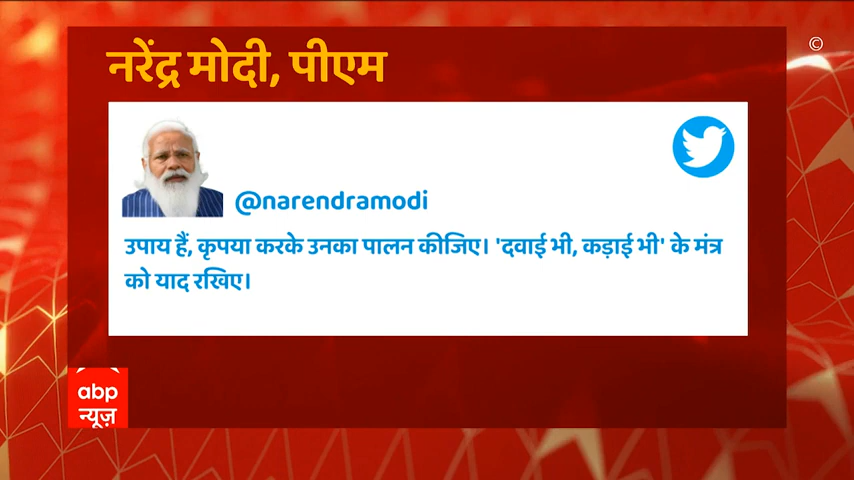 नरेंद्र मोदी, पीएम
©
@narendramodi
उपाय हैं, कृपया करके उनका पालन कीजिए। 'दवाई भी, कड़ाई भी' के मंत्र
को याद रखिए।
abp
न्यूज़